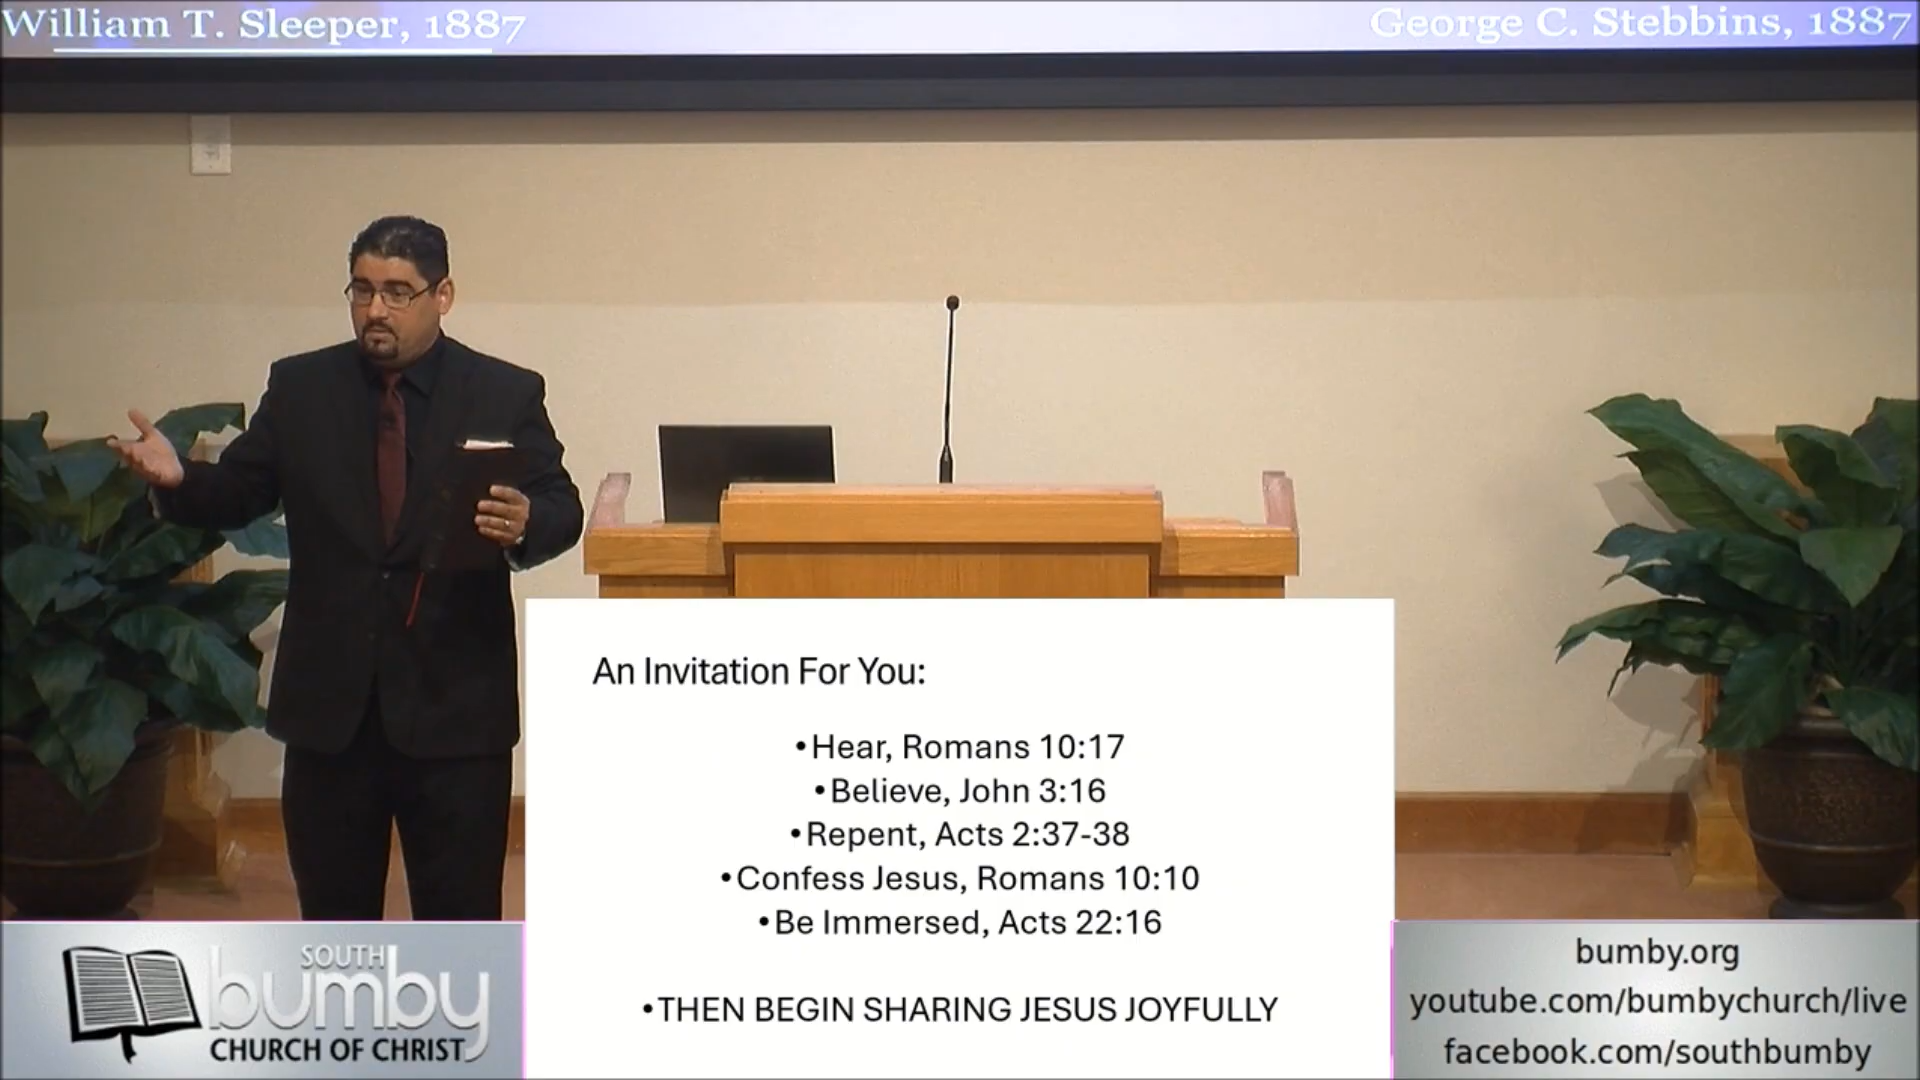 William T. Sleeper, 1887
George C. Stebbins, 1887
An Invitation For You:
•Hear, Romans 10:17
•Believe, John 3:16
•Repent, Acts 2:37-38
•Confess Jesus, Romans 10:10
•Be Immersed, Acts 22:16
•THEN BEGIN SHARING JESUS JOYFULLY
SOUTH
bumby
CHURCH OF CHRIST
bumby.org
youtube.com/bumbychurch/live
facebook.com/southbumby